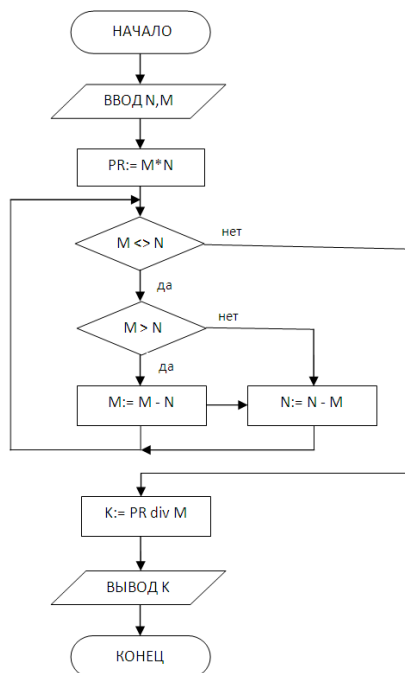 НАЧАЛО
ВВОД N,M
PR:= M*N
M <> N
нет
да
M > N
нет
да
M:= M - N
N:= N - M
K:= PR div M
ВЫВОД K
КОНЕЦ